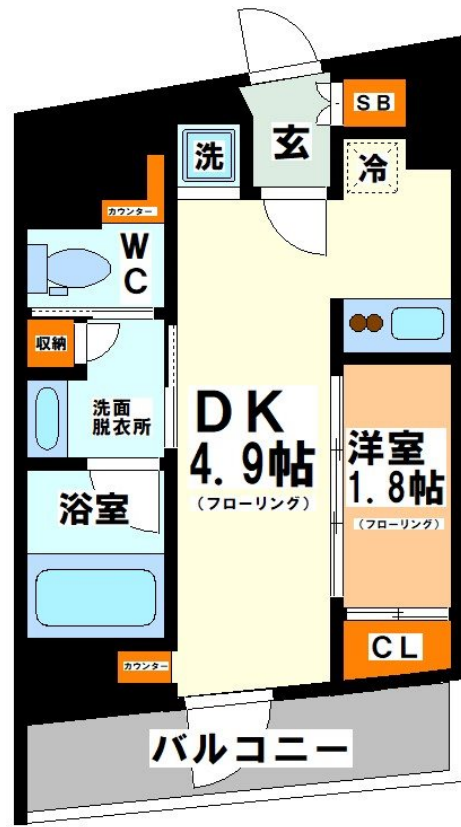 SB
玄
洗
冷
カウンター
WC
収納
洗面
脱衣所
DK
4.9帖
(フローリング)
洋室
1.8帖
(フローリング)
浴室
CL
カウンター
バルコニー